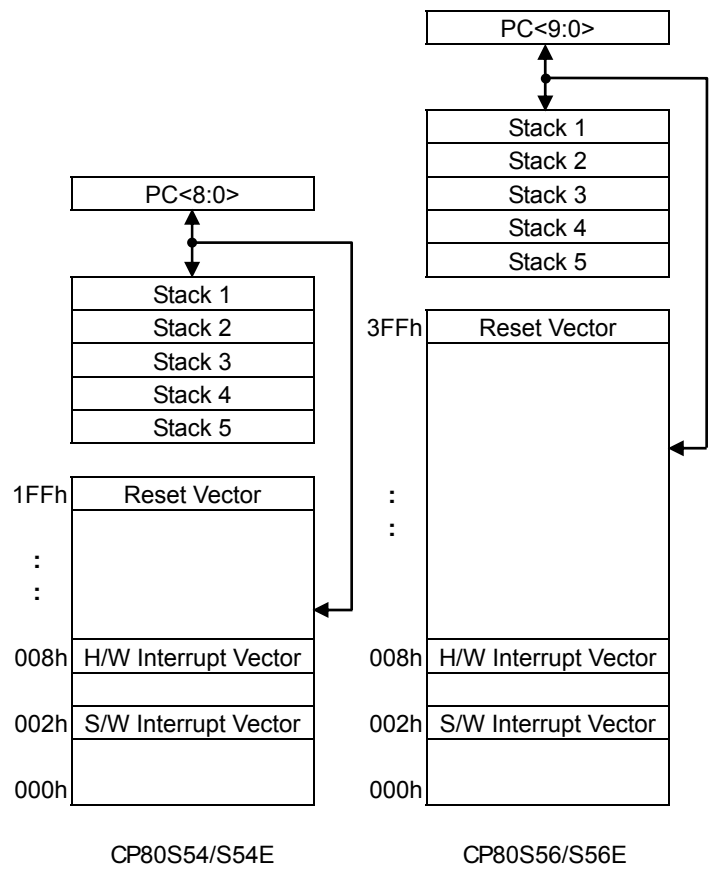 PC<8:0>
Stack 1
Stack 2
Stack 3
Stack 4
Stack 5
1FFh Reset Vector
:
:
008h H/W Interrupt Vector
002h S/W Interrupt Vector
000h
CP80S54/S54E
PC<9:0>
Stack 1
Stack 2
Stack 3
Stack 4
Stack 5
3FFh Reset Vector
:
:
008h H/W Interrupt Vector
002h S/W Interrupt Vector
000h
CP80S56/S56E